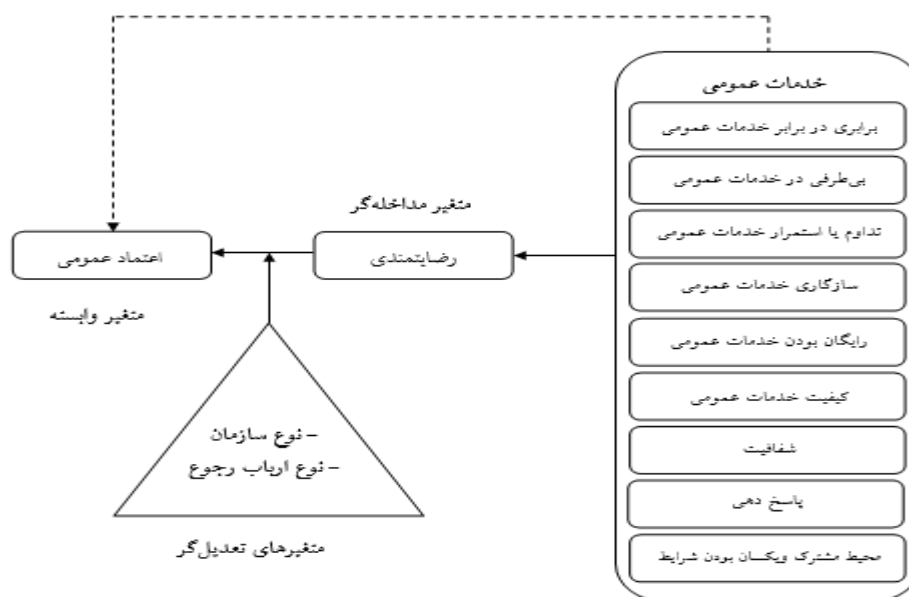 خدمات عمومی
برابری در برابر خدمات عمومی
بی‌طرفی در خدمات عمومی
تداوم یا استمرار خدمات عمومی
سازگاری خدمات عمومی
رایگان بودن خدمات عمومی
کیفیت خدمات عمومی
شفافیت
پاسخ دهی
محیط مشترک ویکسان بودن شرایط
متغیر مداخله‌گر
رضایتمندی
اعتماد عمومی
متغیر وابسته
– نوع سازمان
– نوع ارباب رجوع
متغیرهای تعدیل‌گر